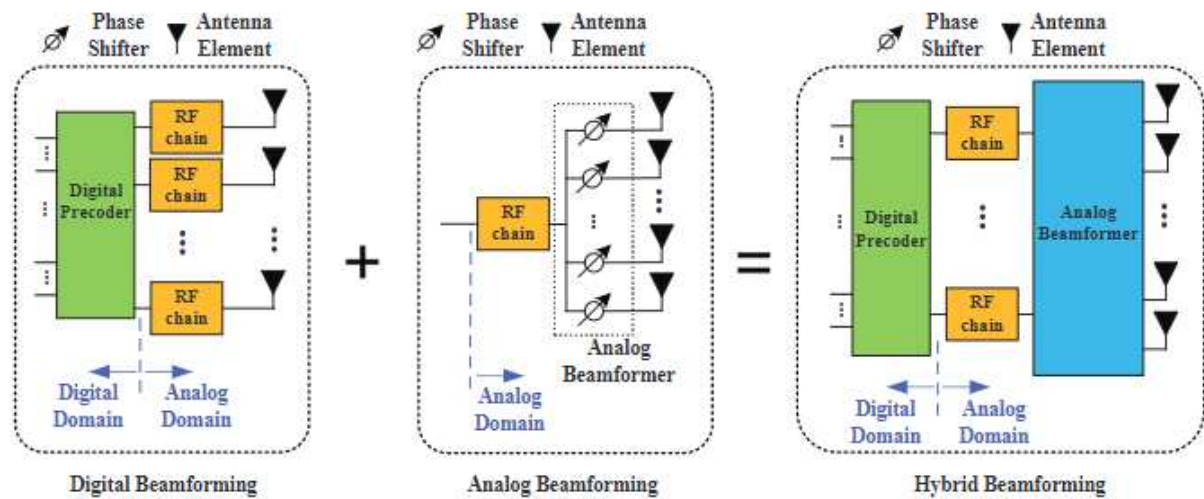 Phase
Shifter
Antenna
Element
Digital
Precoder
RF
chain
RF
chain
RF
chain
Digital
Domain
Analog
Domain
Digital Beamforming
+
Phase
Shifter
Antenna
Element
RF
chain
Analog
Beamformer
Analog
Domain
Analog Beamforming
=
Phase
Shifter
Antenna
Element
Digital
Precoder
RF
chain
RF
chain
Analog
Beamformer
Digital
Domain
Analog
Domain
Hybrid Beamforming